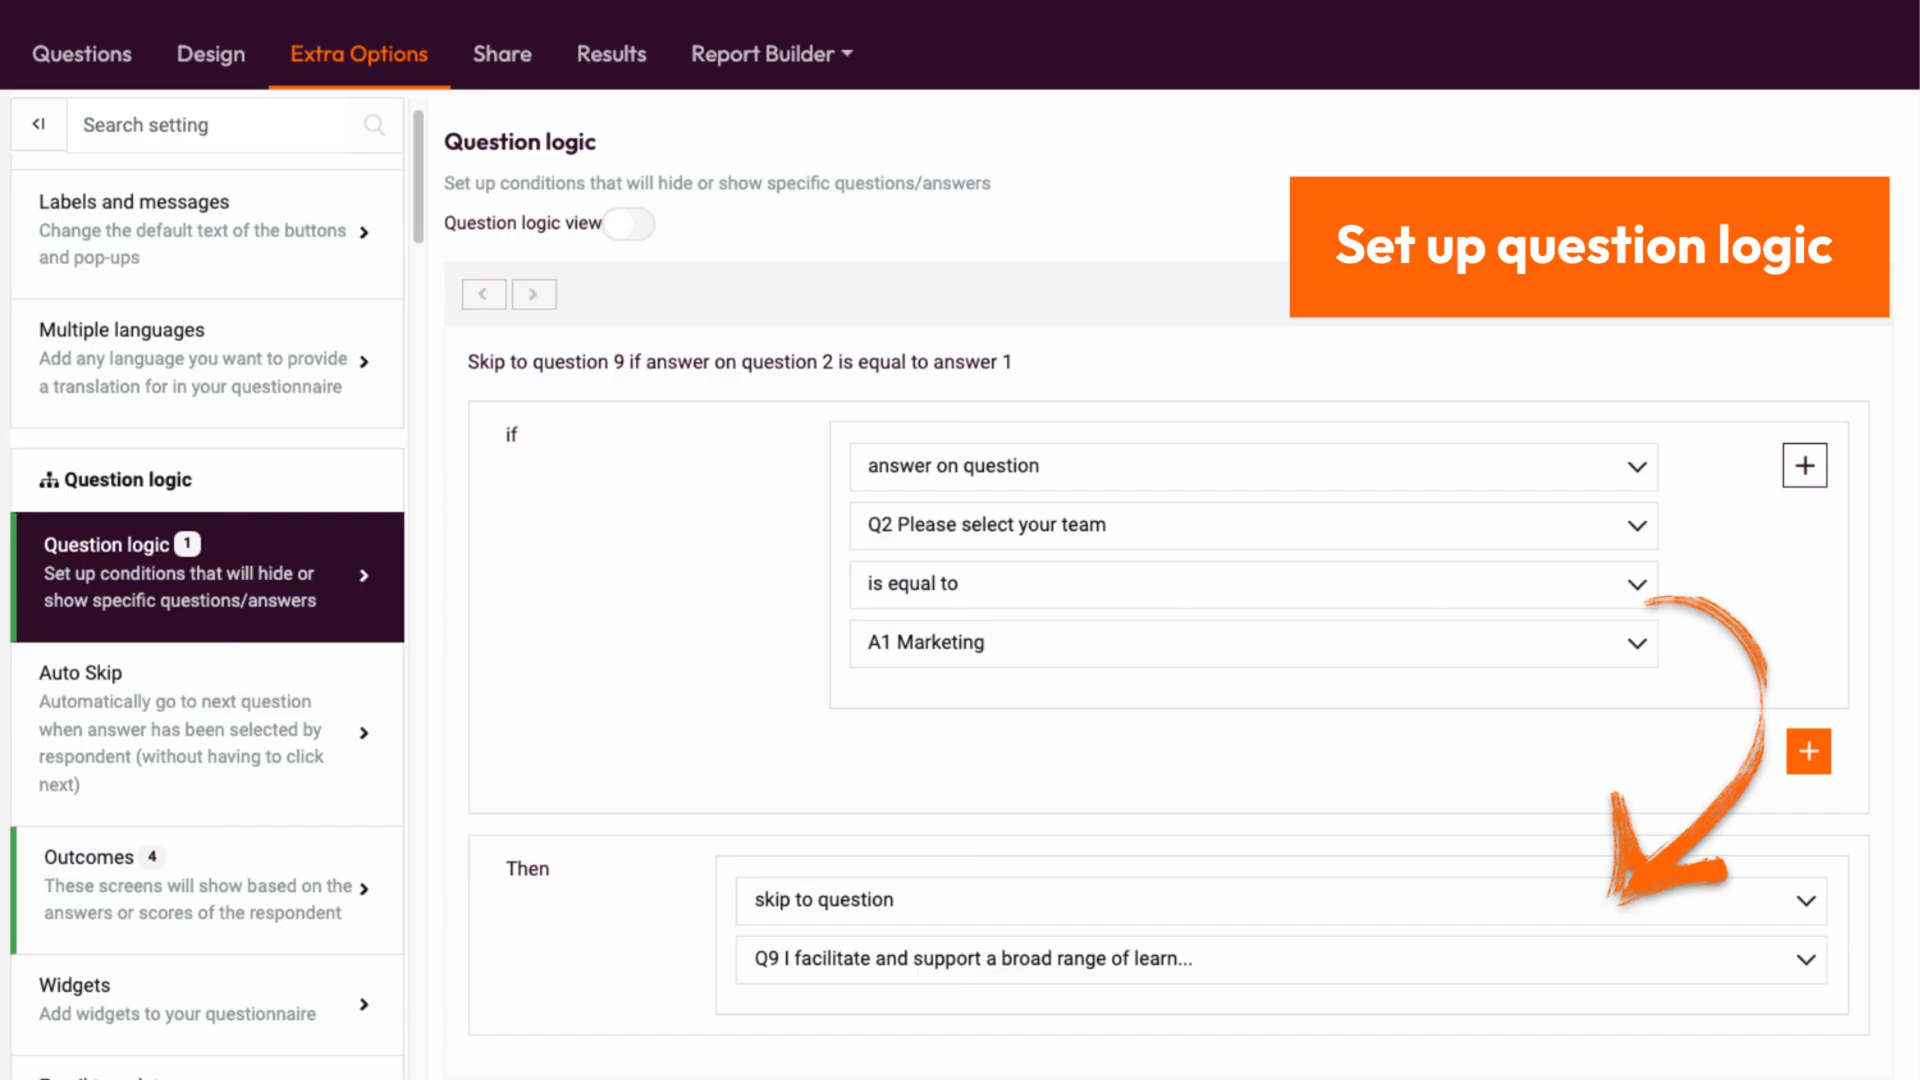 Questions Design Extra Options Share Results Report Builder
Search setting
Labels and messages
Change the default text of the buttons
and pop-ups
Multiple languages
Add any language you want to provide
a translation for in your questionnaire
Question logic
Question logic 1
Set up conditions that will hide or
show specific questions/answers
Auto Skip
Automatically go to next question
when answer has been selected by
respondent (without having to click
next)
Outcomes 4
These screens will show based on the
answers or scores of the respondent
Widgets
Add widgets to your questionnaire
Question logic
Set up conditions that will hide or show specific questions/answers
Question logic view
Set up question logic
Skip to question 9 if answer on question 2 is equal to answer 1
if
answer on question
Q2 Please select your team
is equal to
A1 Marketing
Then
skip to question
Q9 I facilitate and support a broad range of learn...